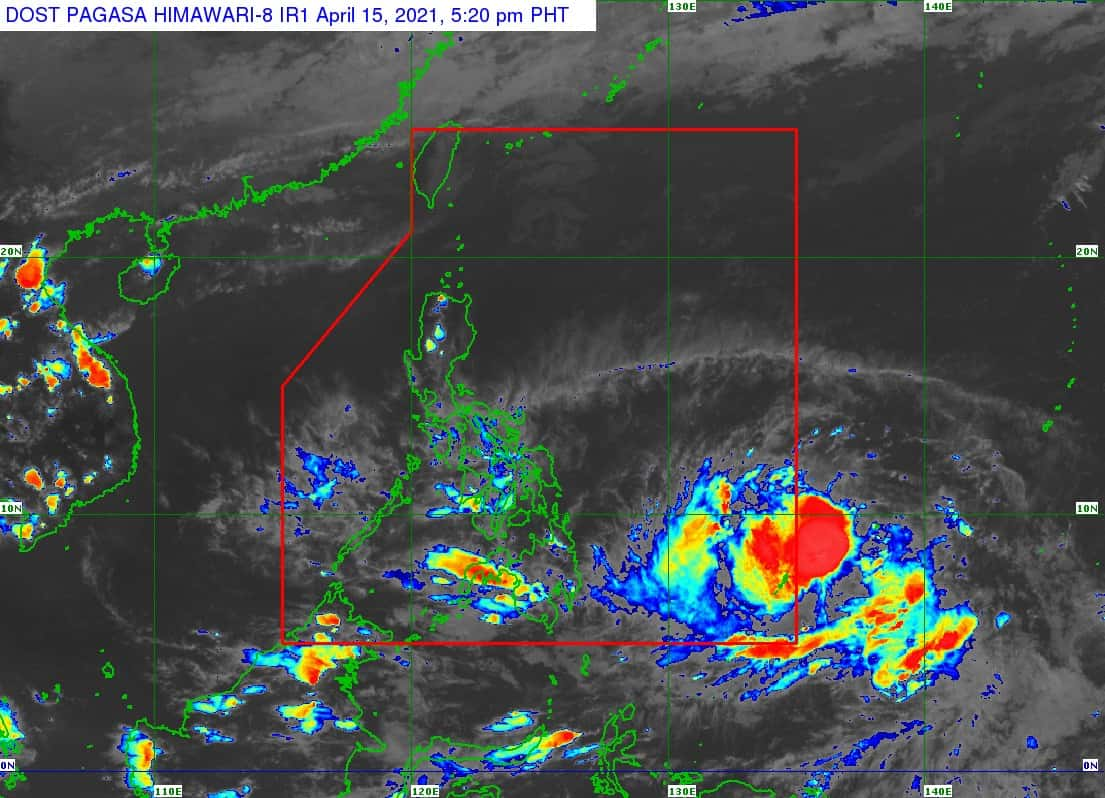 DOST PAGASA HIMAWARI-8 IR1 April 15, 2021, 5:20 pm PHT
130E
140E
20N
20N
10N
10N
0N
0N
110E
120E
130E
140E